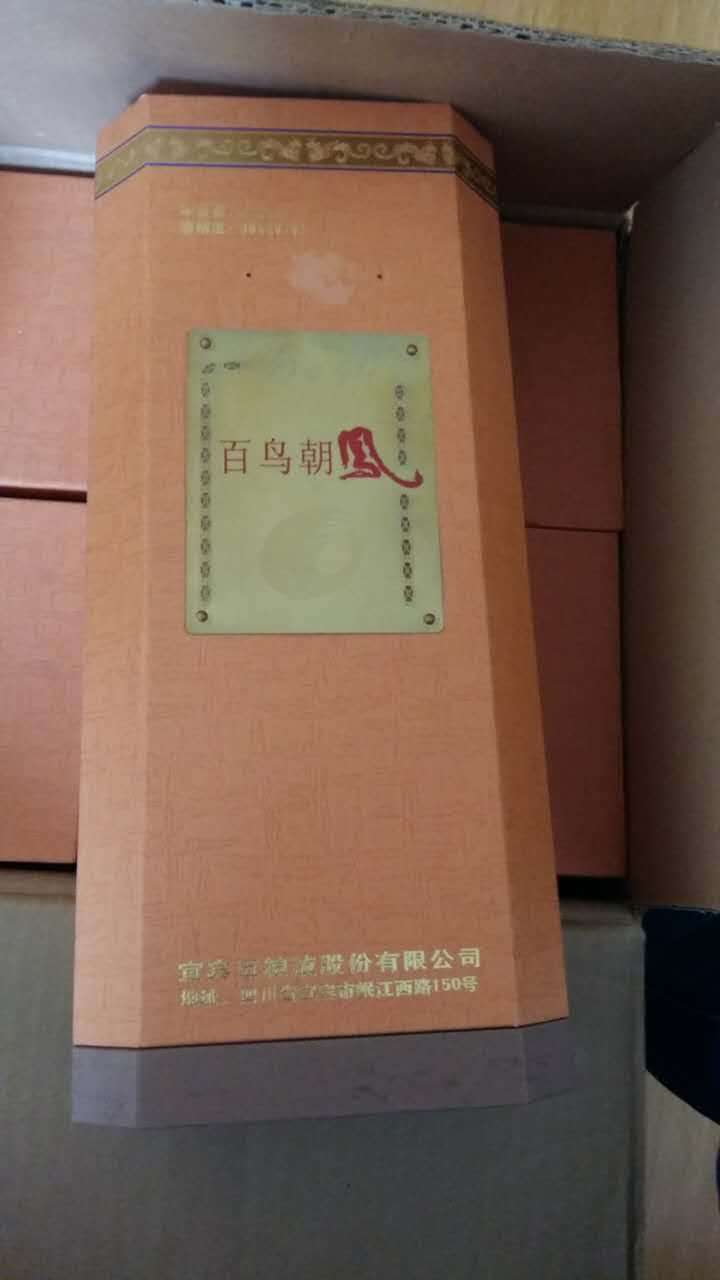 百鸟朝凤
宜宾五粮液股份有限公司
地址：四川省宜宾市岷江西路150号